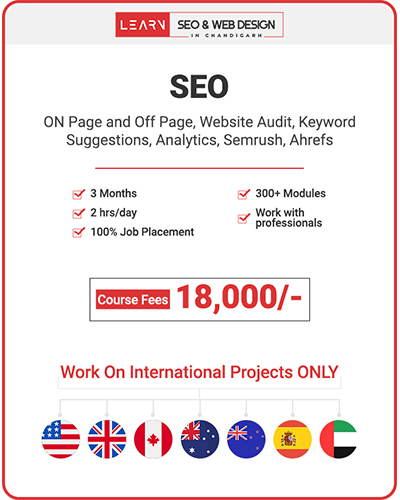 LEARN SEO & WEB DESIGN
IN CHANDIGARH
SEO
ON Page and Off Page, Website Audit, Keyword
Suggestions, Analytics, Semrush, Ahrefs
3 Months
2 hrs/day
100% Job Placement
300+ Modules
Work with
professionals
Course Fees 18,000/-
Work On International Projects ONLY